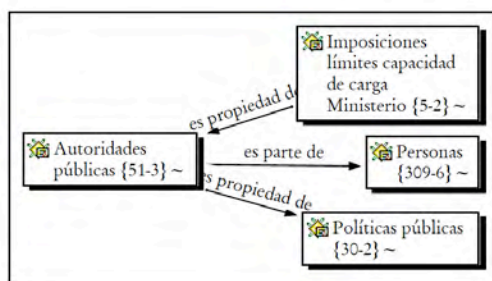 Imposiciones
límites capacidad
de carga
Ministerio {5-2} ~
es propiedad de
Autoridades
públicas {51-3} ~
es parte de
Personas
{309-6} ~
es propiedad de
Políticas públicas
{30-2} ~